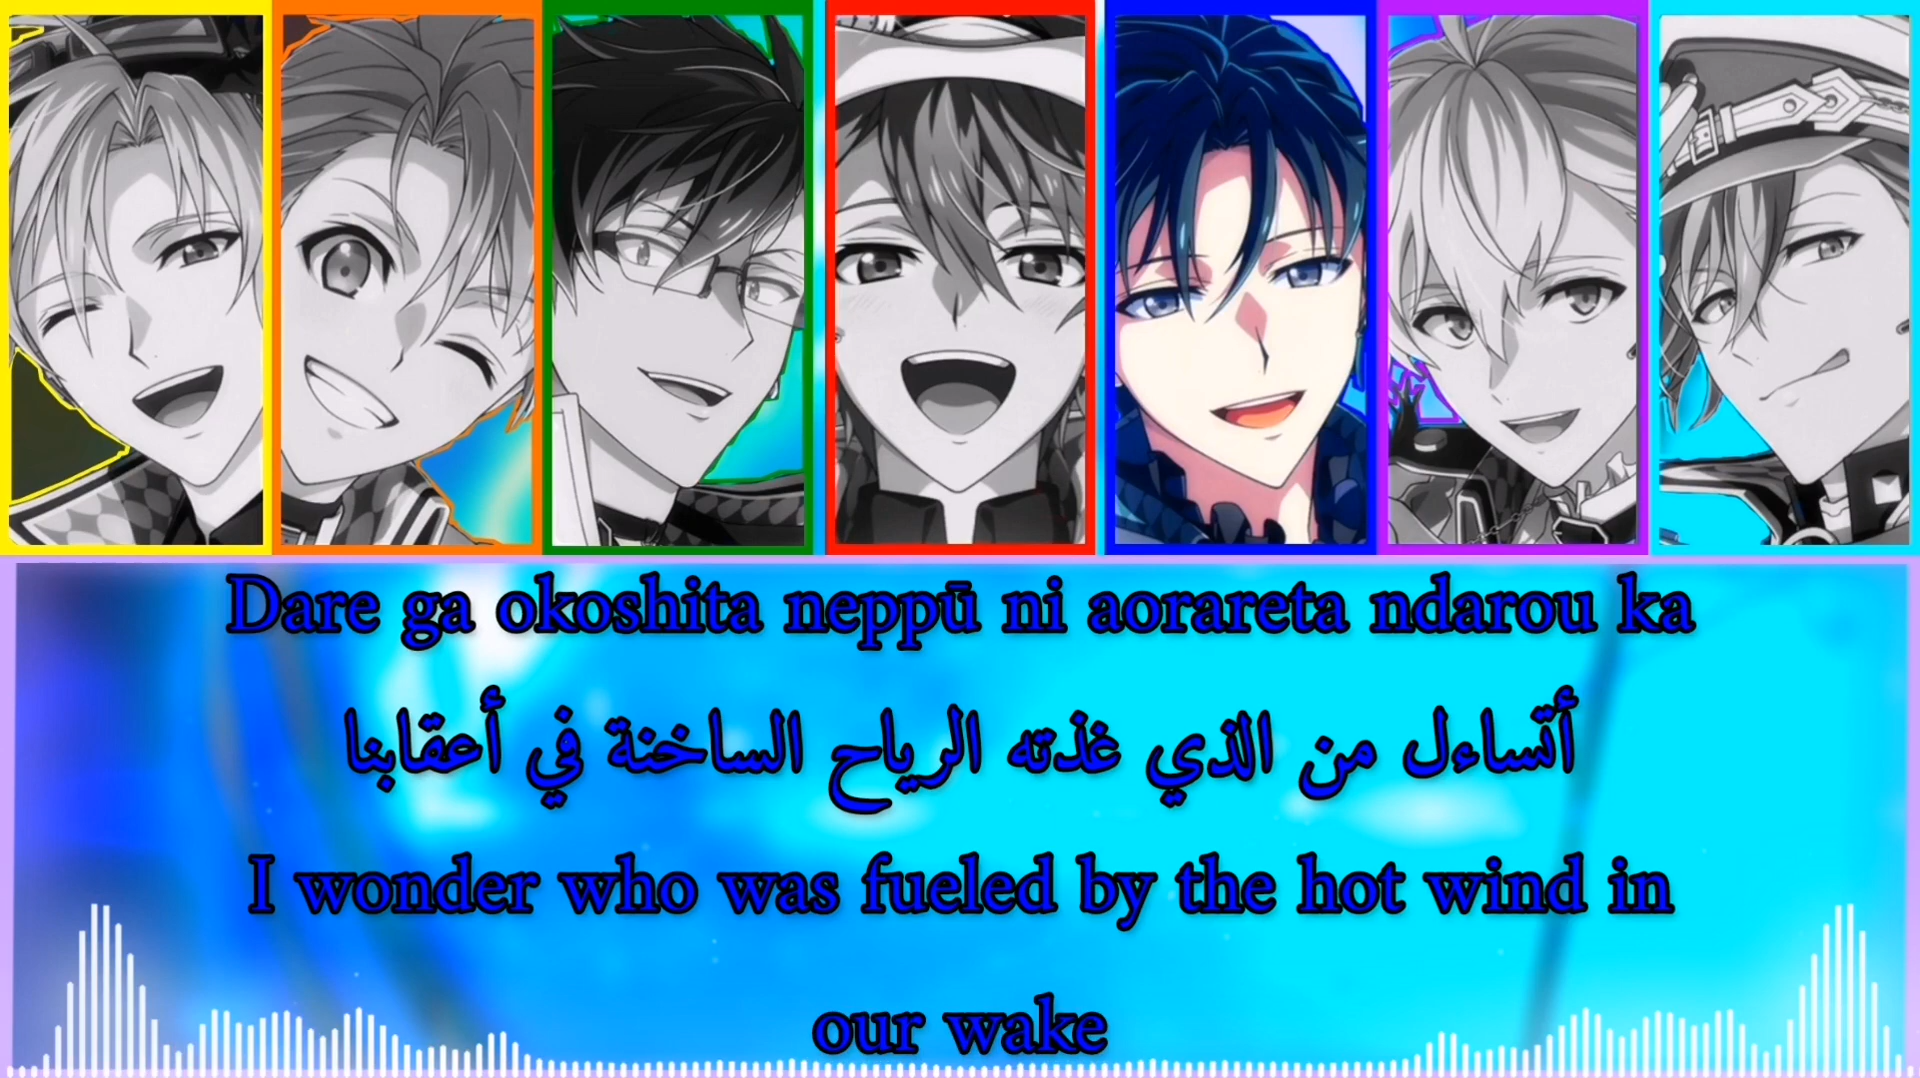 Dare ga okoshita neppū ni aorareta ndarou ka
أتساءل من الذي غذته الرياح الساخنة في أعقابنا
I wonder who was fueled by the hot wind in
our wake